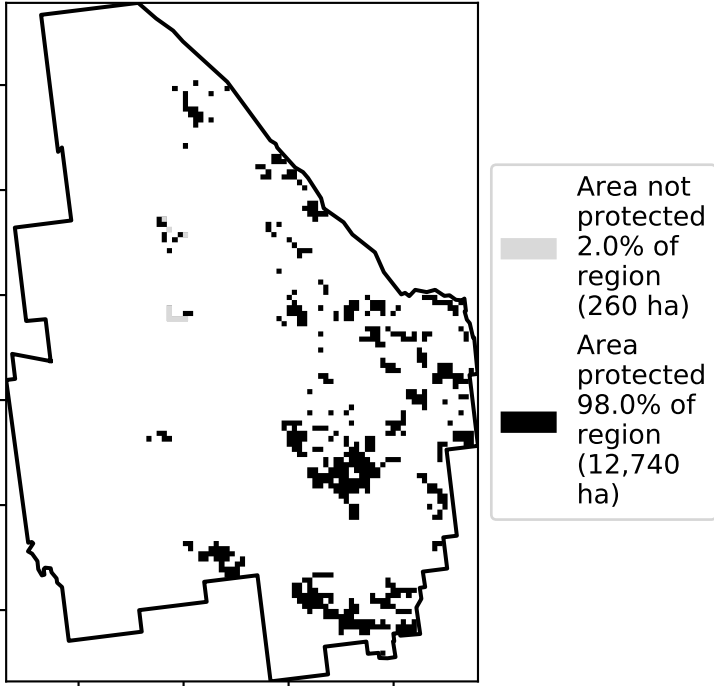 Area not
protected
2.0% of
region
(260 ha)
Area
protected
98.0% of
region
(12,740
ha)